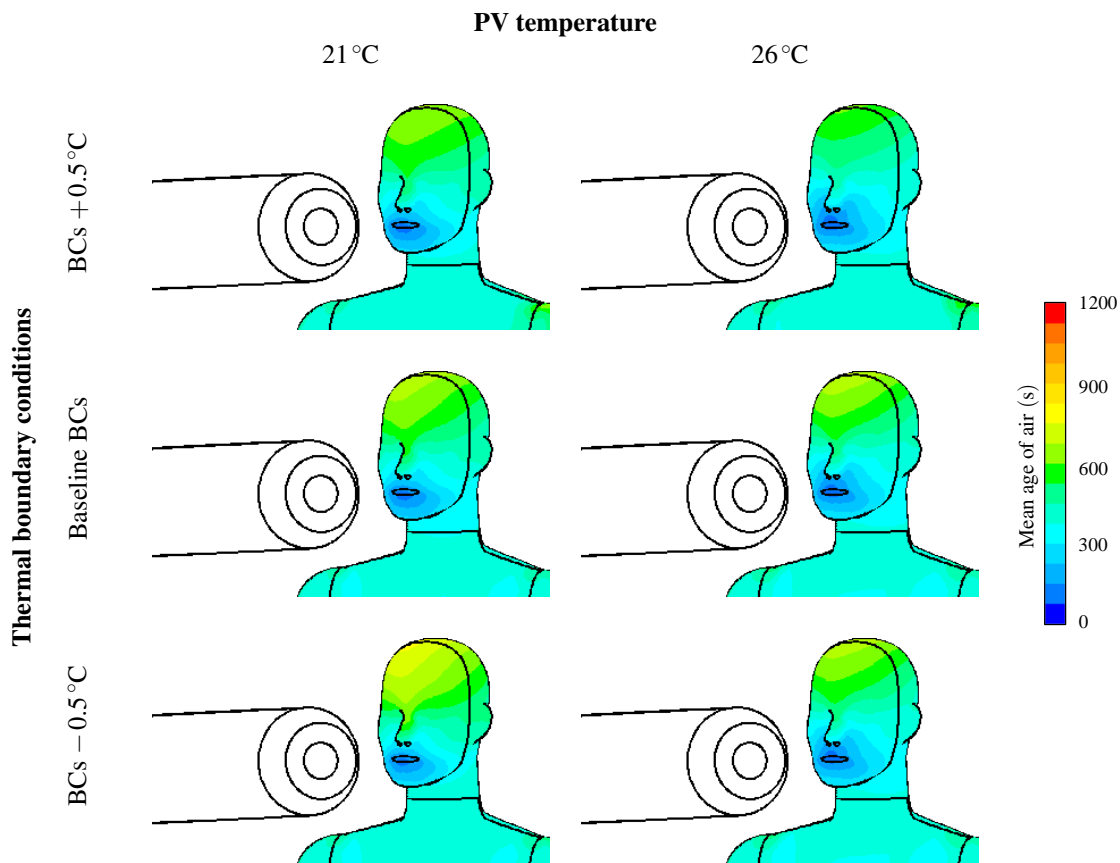 PV temperature
21 °C
26 °C
Thermal boundary conditions
BCs +0.5 °C
Baseline BCs
BCs − 0.5 °C
Mean age of air (s)
1200
900
600
300
0